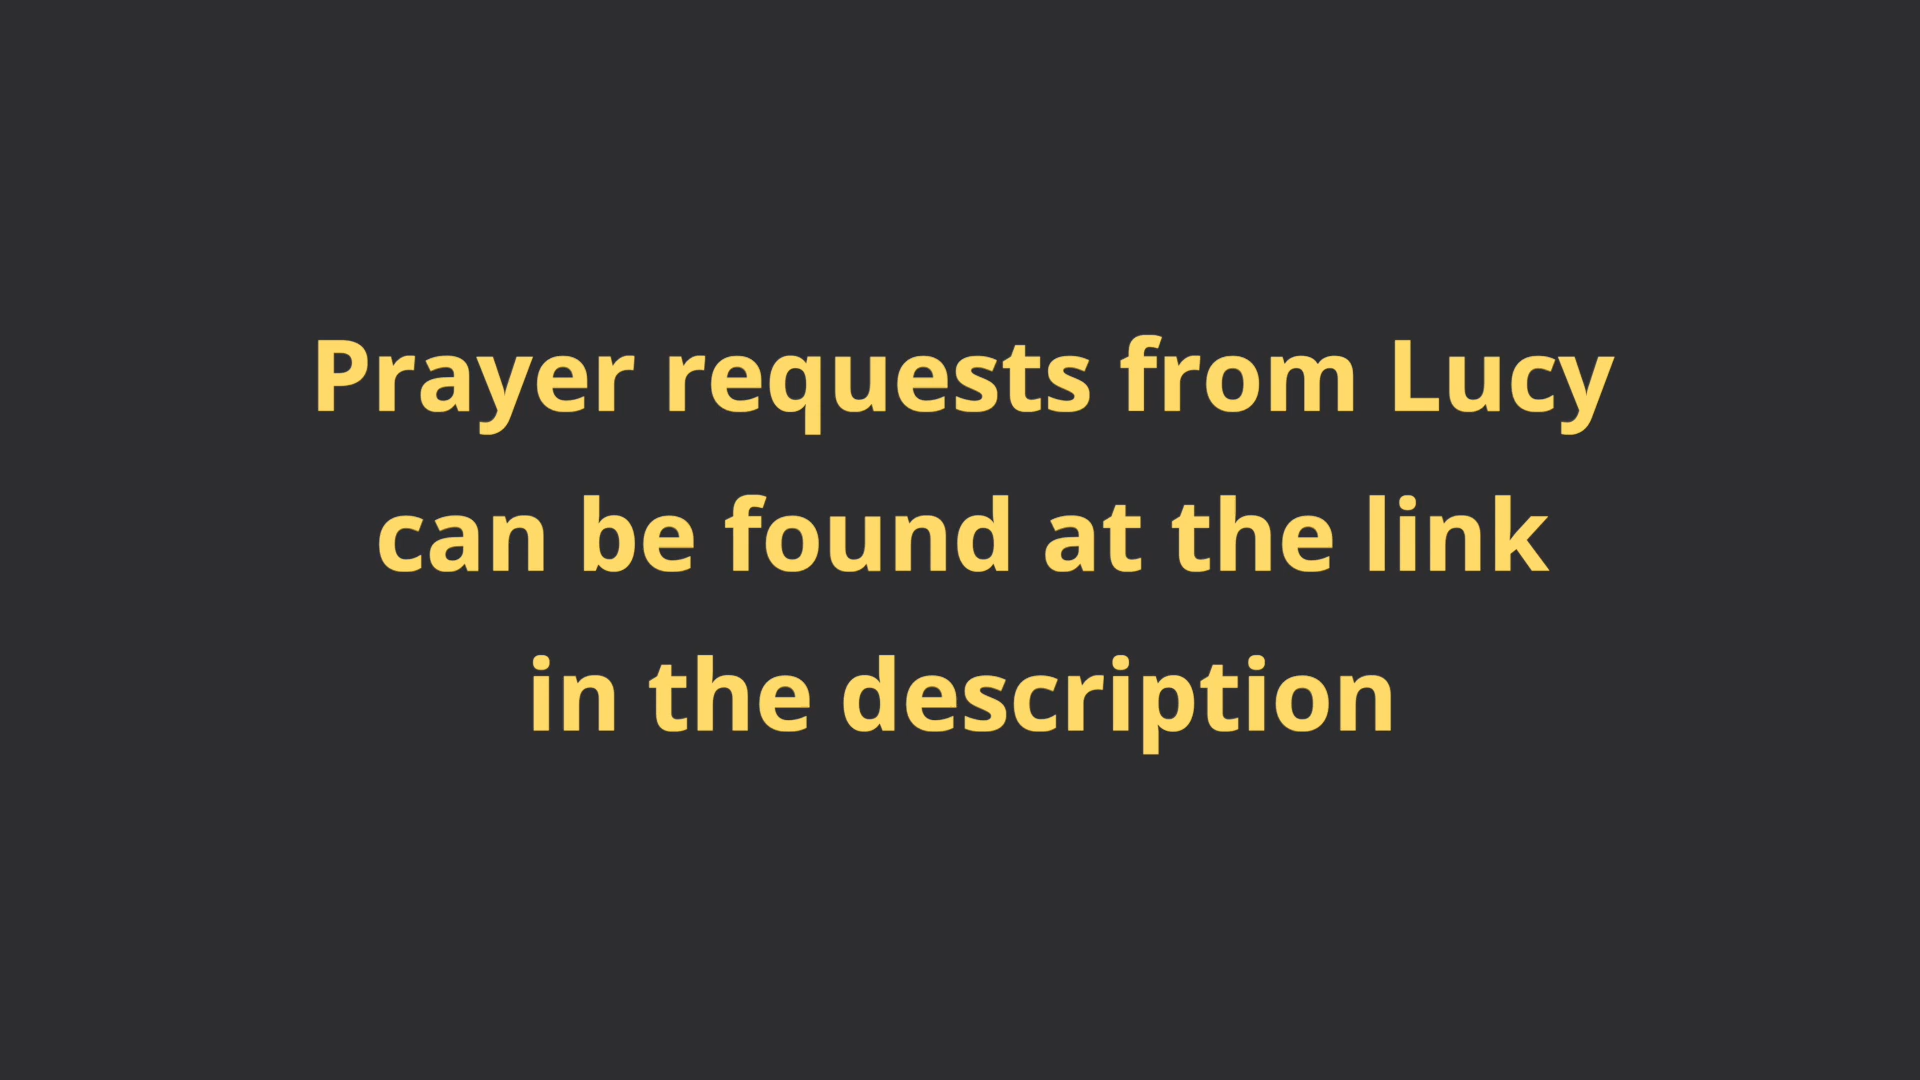 Prayer requests from Lucy
can be found at the link
in the description